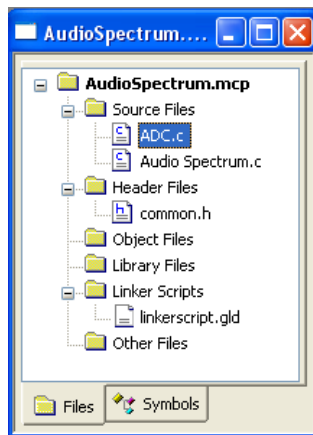 AudioSpectrum....
AudioSpectrum.mcp
Source Files
ADC.c
Audio Spectrum.c
Header Files
common.h
Object Files
Library Files
Linker Scripts
linkerscript.gld
Other Files
Files Symbols